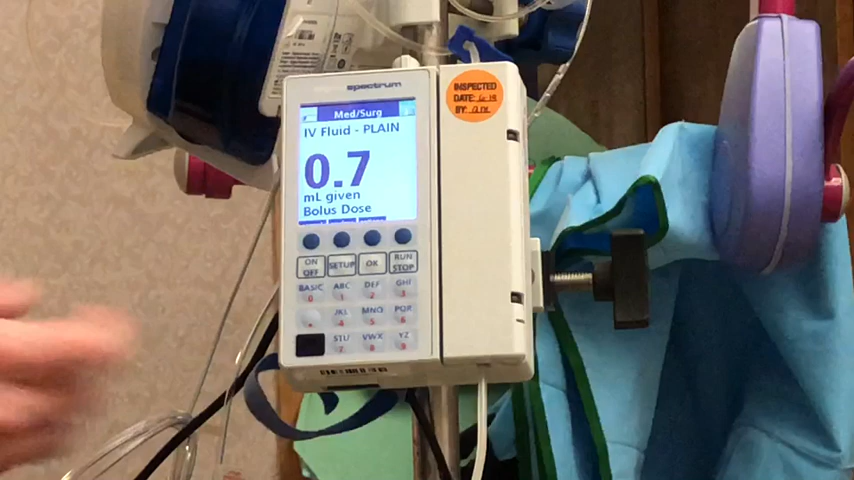 spectrum
INSPECTED
DATE: 6-19
BY:
Med/Surg
IV Fluid - PLAIN
0.7
mL given
Bolus Dose
ON OFF
SETUP
OK
RUN STOP
BASIC ABC DEF GHI
0 1 2 3
JKL MNO PQR
. 4 5 6
STU VWX YZ
7 8 9